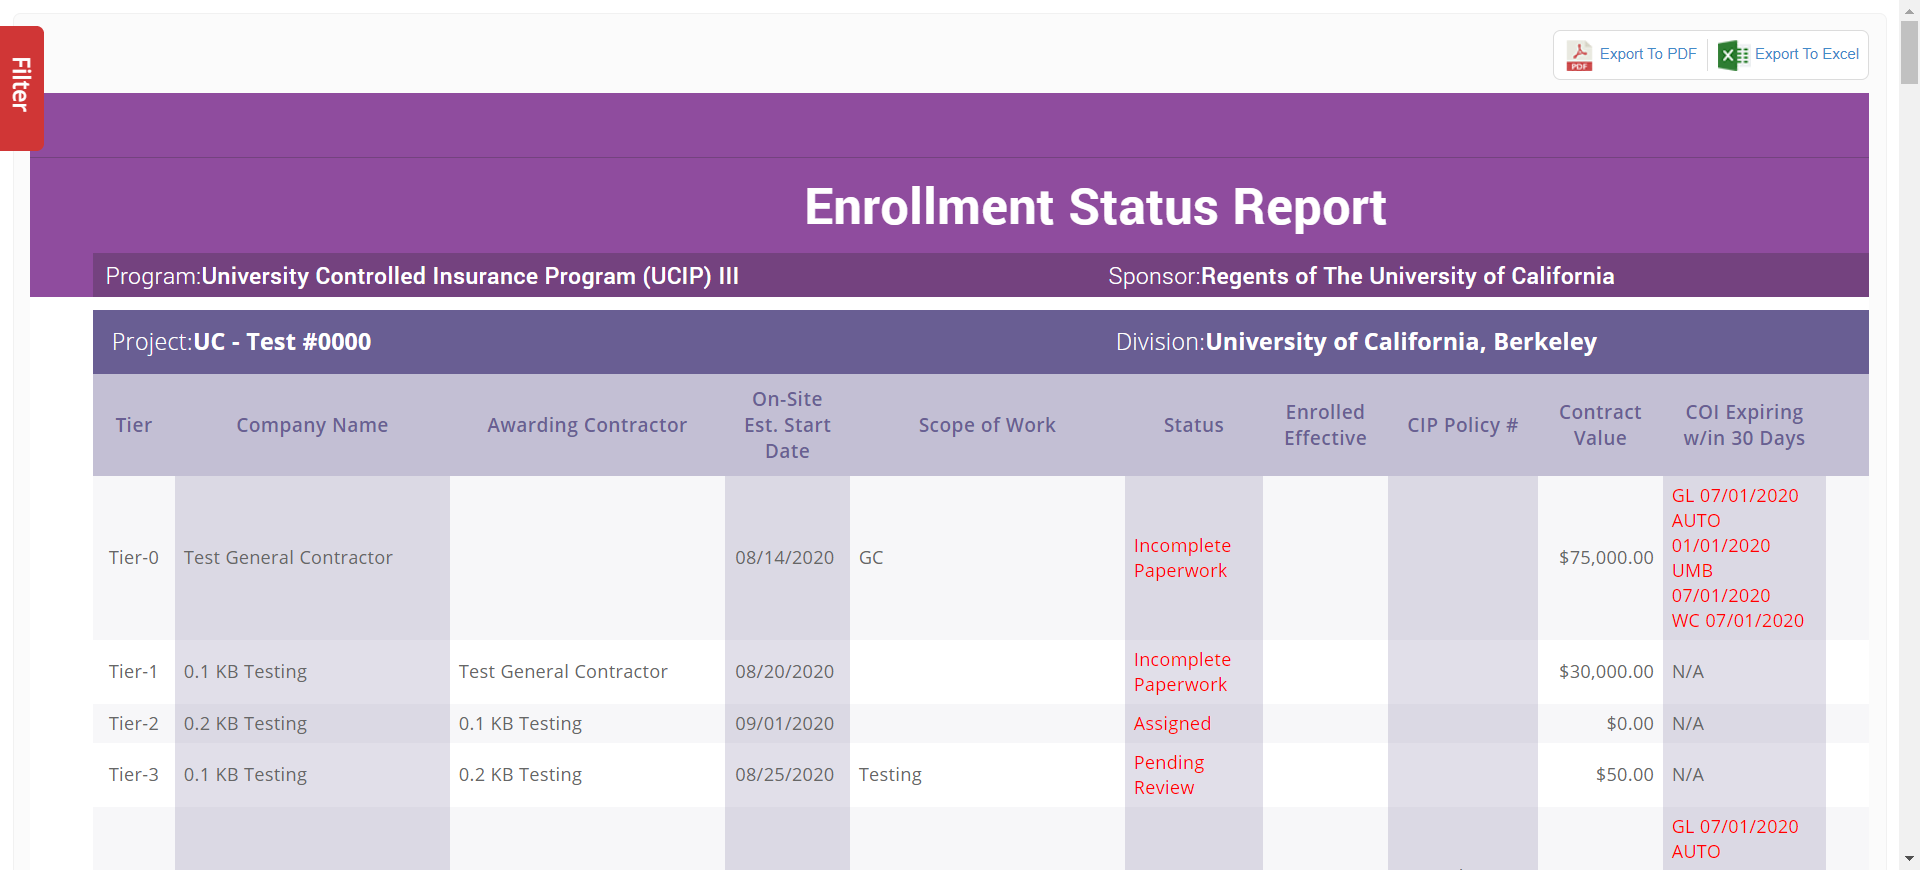 Filter
PDF
Export To PDF
Export To Excel
Enrollment Status Report
Program:University Controlled Insurance Program (UCIP) III
Sponsor:Regents of The University of California
Project:UC - Test #0000
Division:University of California, Berkeley
Tier
Company Name
Awarding Contractor
On-Site
Est. Start
Date
Scope of Work
Status
Enrolled
Effective
CIP Policy #
Contract
Value
COI Expiring
w/in 30 Days
Tier-0
Test General Contractor
08/14/2020
GC
Incomplete
Paperwork
$75,000.00
GL 07/01/2020
AUTO
01/01/2020
UMB
07/01/2020
WC 07/01/2020
Tier-1
0.1 KB Testing
Test General Contractor
08/20/2020
Incomplete
Paperwork
$30,000.00
N/A
Tier-2
0.2 KB Testing
0.1 KB Testing
09/01/2020
Assigned
$0.00
N/A
Tier-3
0.1 KB Testing
0.2 KB Testing
08/25/2020
Testing
Pending
Review
$50.00
N/A
GL 07/01/2020
AUTO